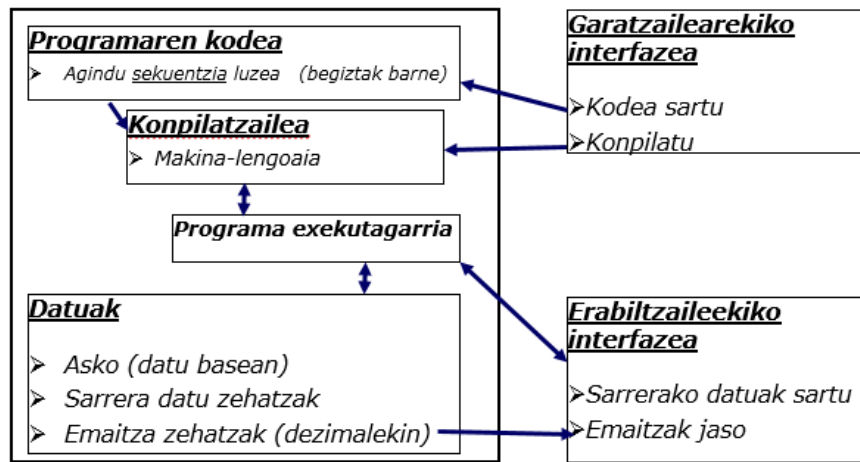 Programaren kodea
➤ Agindu sekuentzia luzea (begiztak barne)
Konpilatzailea
➤ Makina-lengoaia
Programa exekutagarria
Datuak
➤ Asko (datu basean)
➤ Sarrera datu zehatzak
➤ Emaitza zehatzak (dezimalekin)
Garatzailearekiko
interfazea
➤Kodea sartu
➤Konpilatu
Erabiltzaileekiko
interfazea
➤Sarrerako datuak sartu
➤Emaitzak jaso